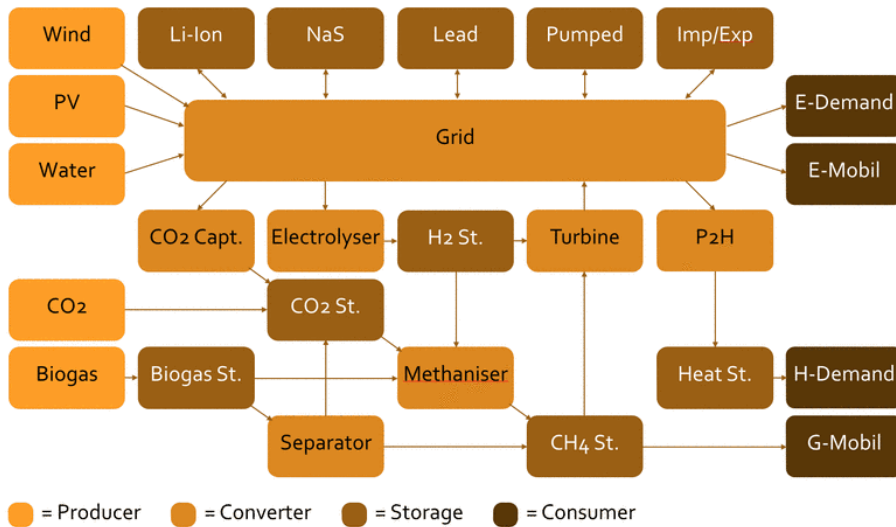 Wind
Li-Ion
NaS
Lead
Pumped
Imp/Exp
PV
E-Demand
Grid
Water
E-Mobil
CO2 Capt.
Electrolyser
H2 St.
Turbine
P2H
CO2
CO2 St.
Biogas
Biogas St.
Methaniser
Heat St.
H-Demand
Separator
CH4 St.
G-Mobil
= Producer
= Converter
= Storage
= Consumer